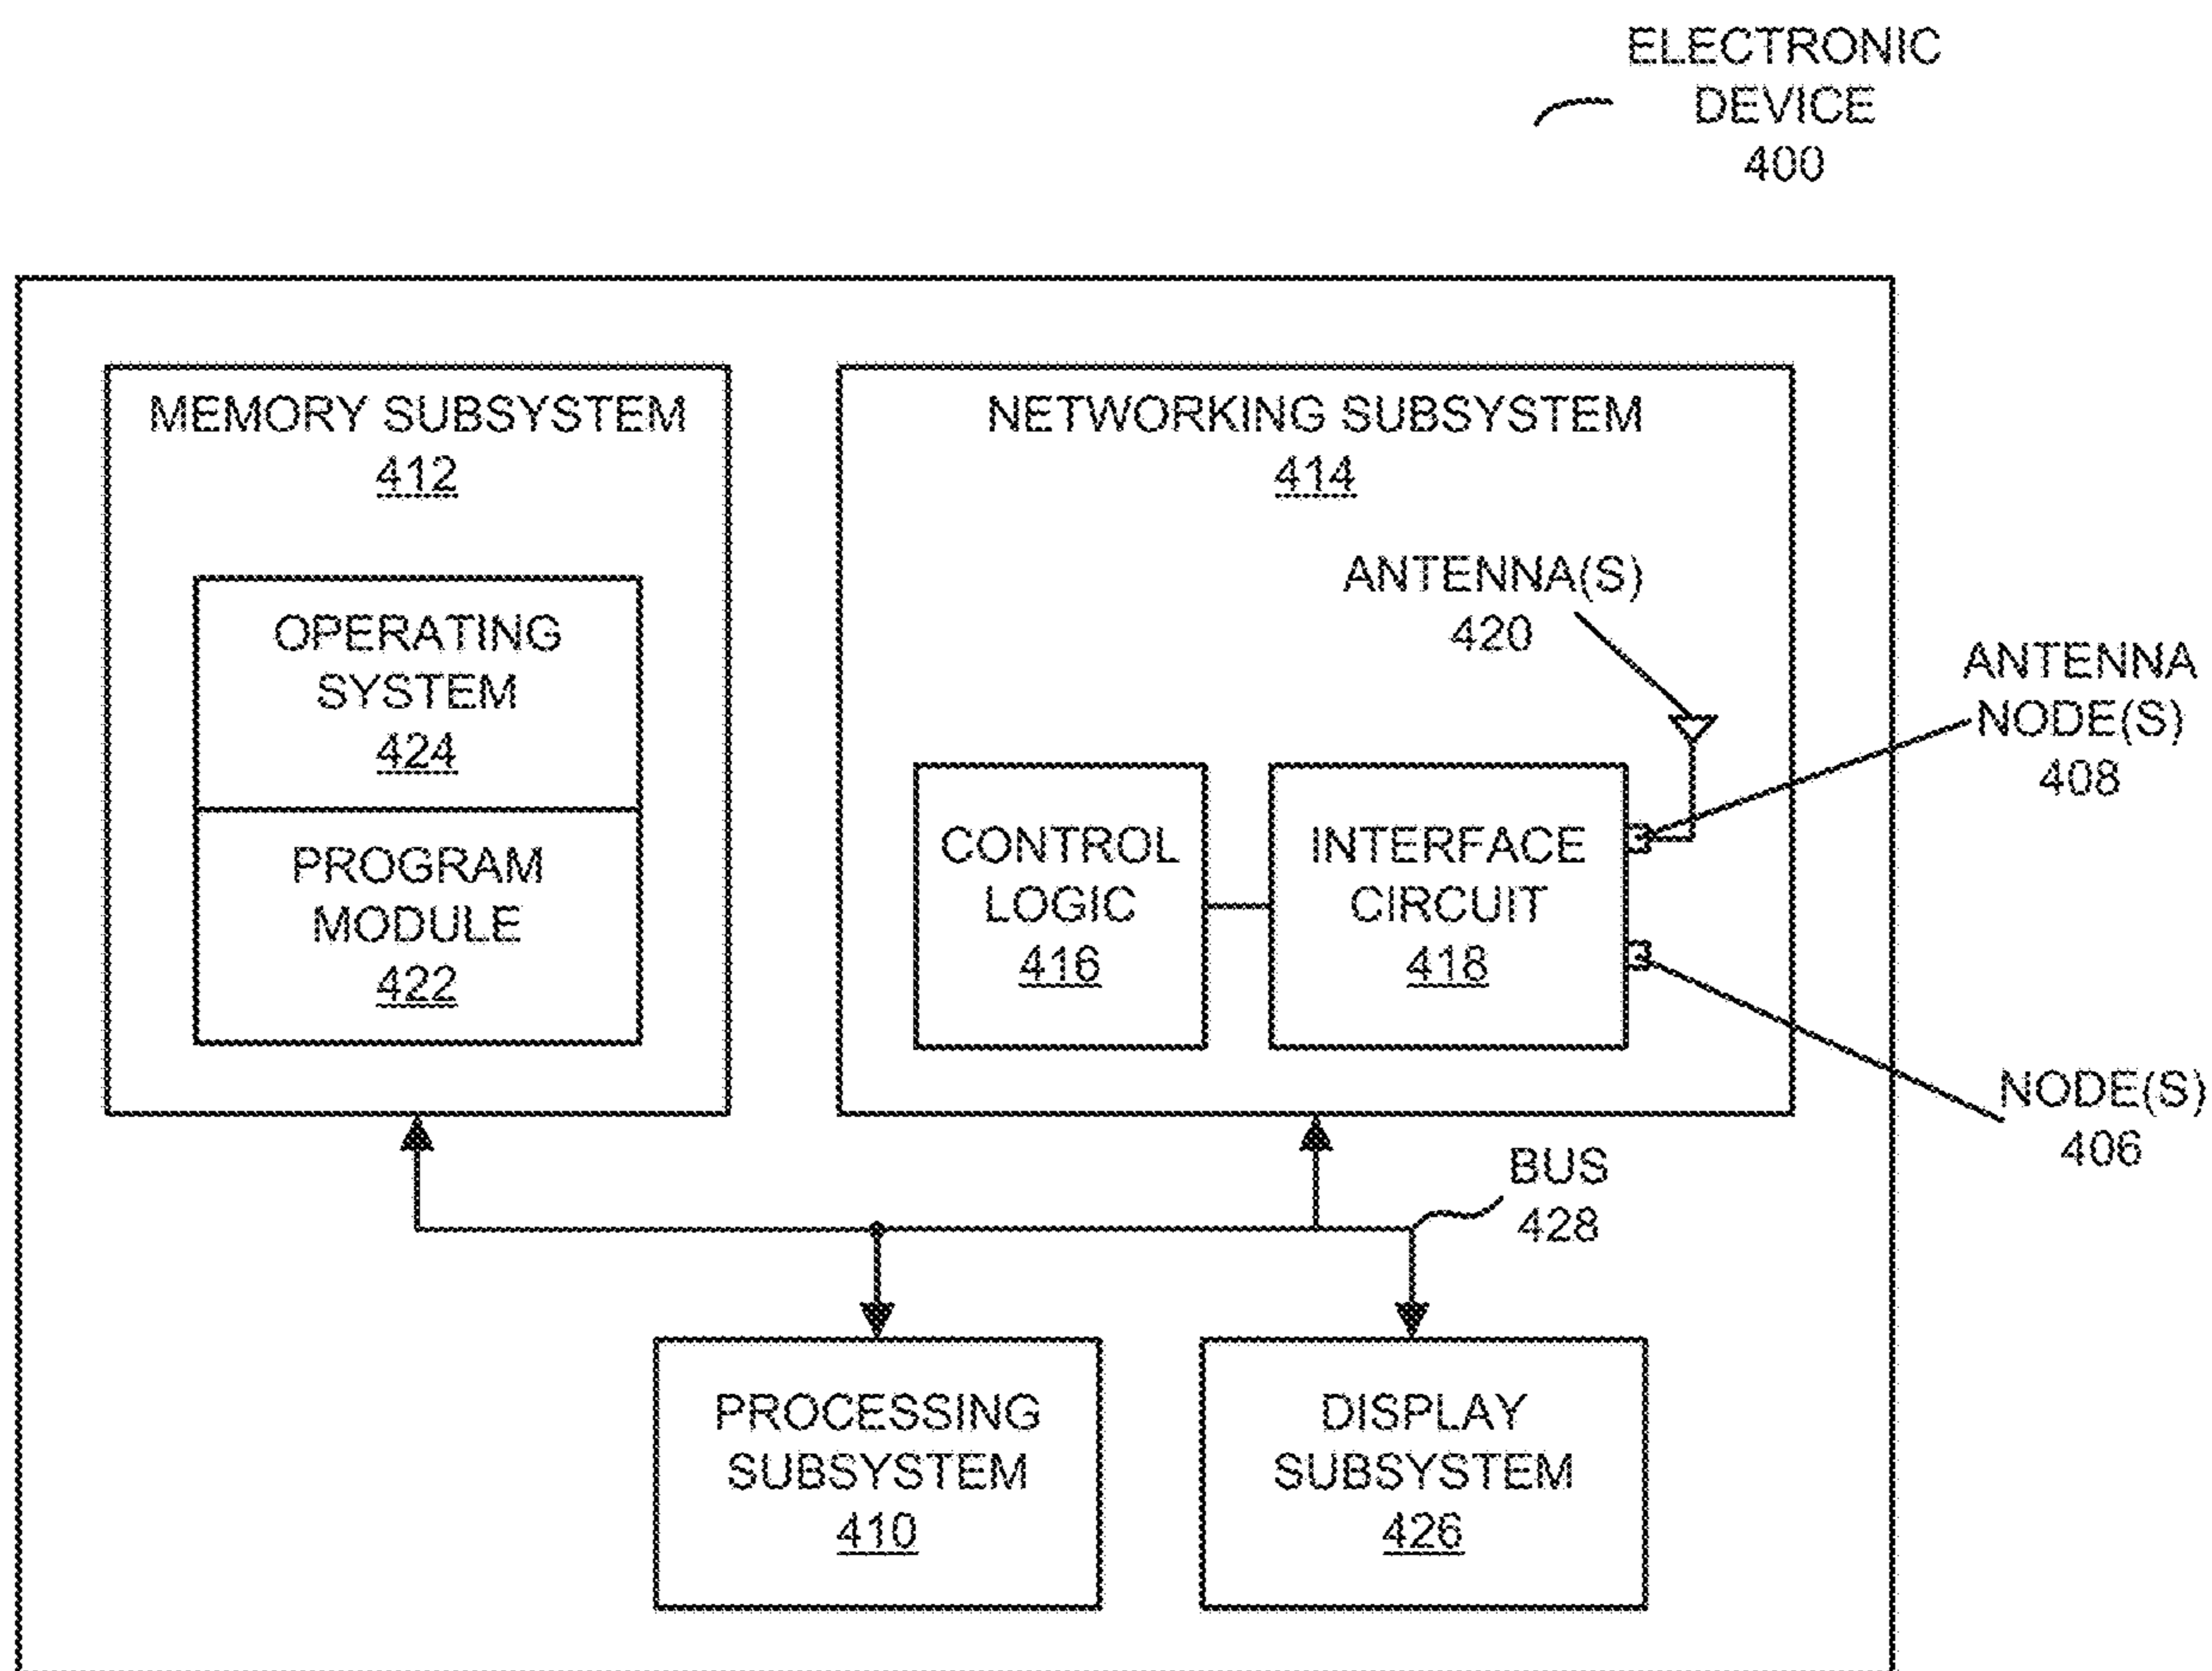 ELECTRONIC
DEVICE
400
MEMORY SUBSYSTEM
412
OPERATING
SYSTEM
424
PROGRAM
MODULE
422
NETWORKING SUBSYSTEM
414
ANTENNA(S)
420
CONTROL
LOGIC
416
INTERFACE
CIRCUIT
418
ANTENNA
NODE(S)
408
NODE(S)
406
BUS
428
PROCESSING
SUBSYSTEM
410
DISPLAY
SUBSYSTEM
426